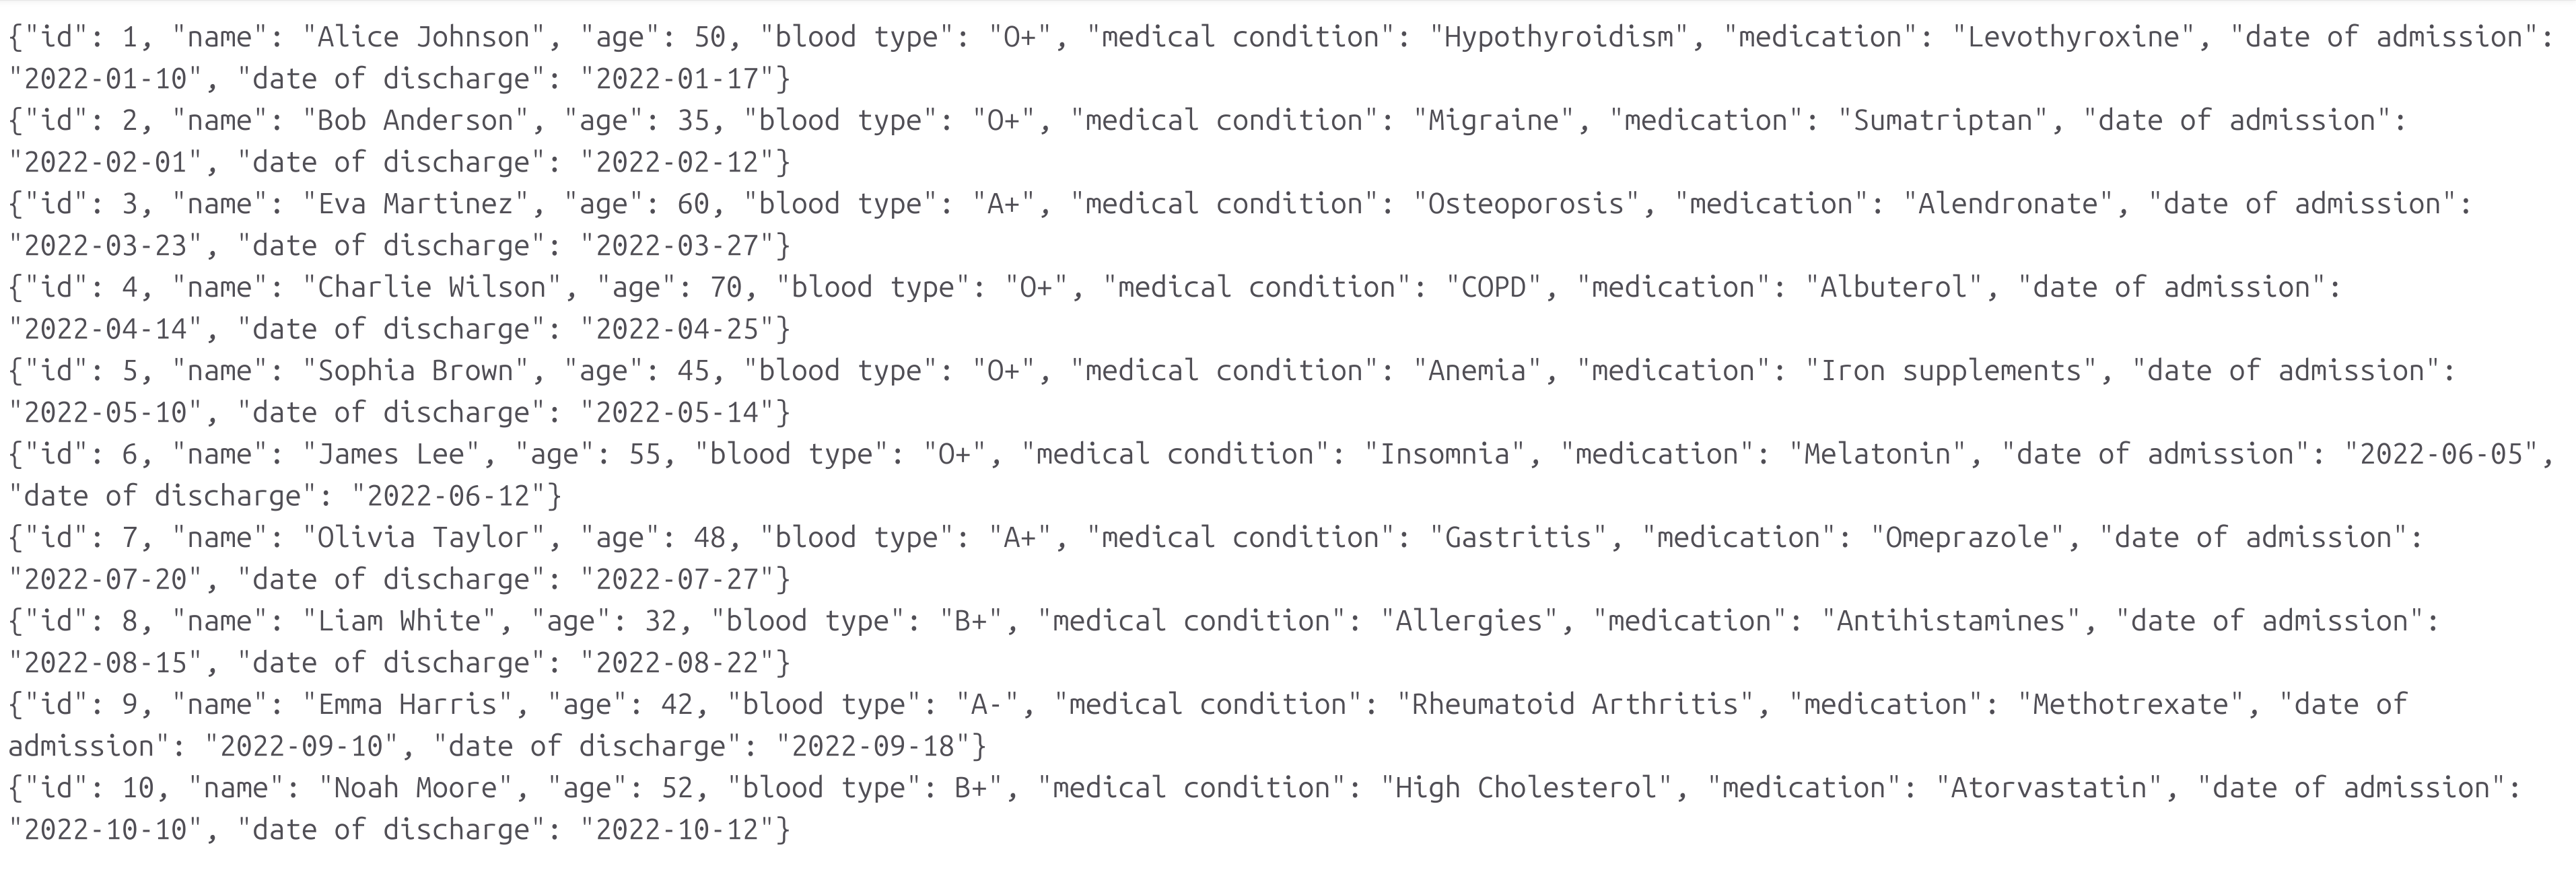 {"id": 1, "name": "Alice Johnson", "age": 50, "blood type": "O+", "medical condition": "Hypothyroidism", "medication": "Levothyroxine", "date of admission":
"2022-01-10", "date of discharge": "2022-01-17"}
{"id": 2, "name": "Bob Anderson", "age": 35, "blood type": "O+", "medical condition": "Migraine", "medication": "Sumatriptan", "date of admission":
"2022-02-01", "date of discharge": "2022-02-12"}
{"id": 3, "name": "Eva Martinez", "age": 60, "blood type": "A+", "medical condition": "Osteoporosis", "medication": "Alendronate", "date of admission":
"2022-03-23", "date of discharge": "2022-03-27"}
{"id": 4, "name": "Charlie Wilson", "age": 70, "blood type": "O+", "medical condition": "COPD", "medication": "Albuterol", "date of admission":
"2022-04-14", "date of discharge": "2022-04-25"}
{"id": 5, "name": "Sophia Brown", "age": 45, "blood type": "O+", "medical condition": "Anemia", "medication": "Iron supplements", "date of admission":
"2022-05-10", "date of discharge": "2022-05-14"}
{"id": 6, "name": "James Lee", "age": 55, "blood type": "O+", "medical condition": "Insomnia", "medication": "Melatonin", "date of admission": "2022-06-05",
"date of discharge": "2022-06-12"}
{"id": 7, "name": "Olivia Taylor", "age": 48, "blood type": "A+", "medical condition": "Gastritis", "medication": "Omeprazole", "date of admission":
"2022-07-20", "date of discharge": "2022-07-27"}
{"id": 8, "name": "Liam White", "age": 32, "blood type": "B+", "medical condition": "Allergies", "medication": "Antihistamines", "date of admission":
"2022-08-15", "date of discharge": "2022-08-22"}
{"id": 9, "name": "Emma Harris", "age": 42, "blood type": "A-", "medical condition": "Rheumatoid Arthritis", "medication": "Methotrexate", "date of
admission": "2022-09-10", "date of discharge": "2022-09-18"}
{"id": 10, "name": "Noah Moore", "age": 52, "blood type": B+", "medical condition": "High Cholesterol", "medication": "Atorvastatin", "date of admission":
"2022-10-10", "date of discharge": "2022-10-12"}